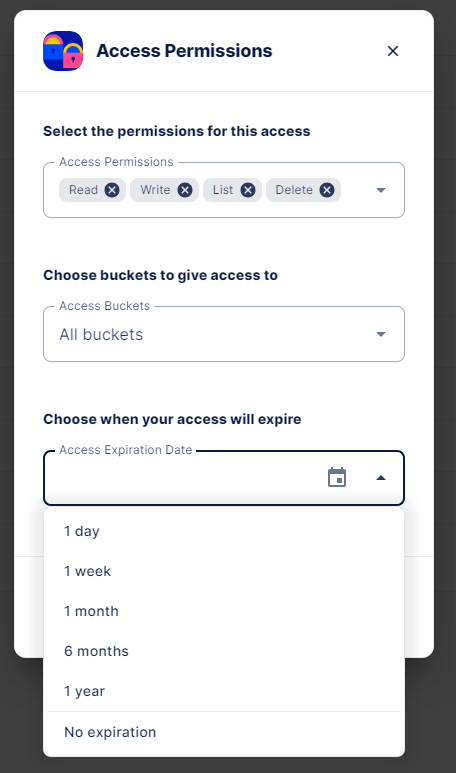 Access Permissions
Select the permissions for this access
Access Permissions
Read Write List Delete
Choose buckets to give access to
Access Buckets
All buckets
Choose when your access will expire
Access Expiration Date
1 day
1 week
1 month
6 months
1 year
No expiration